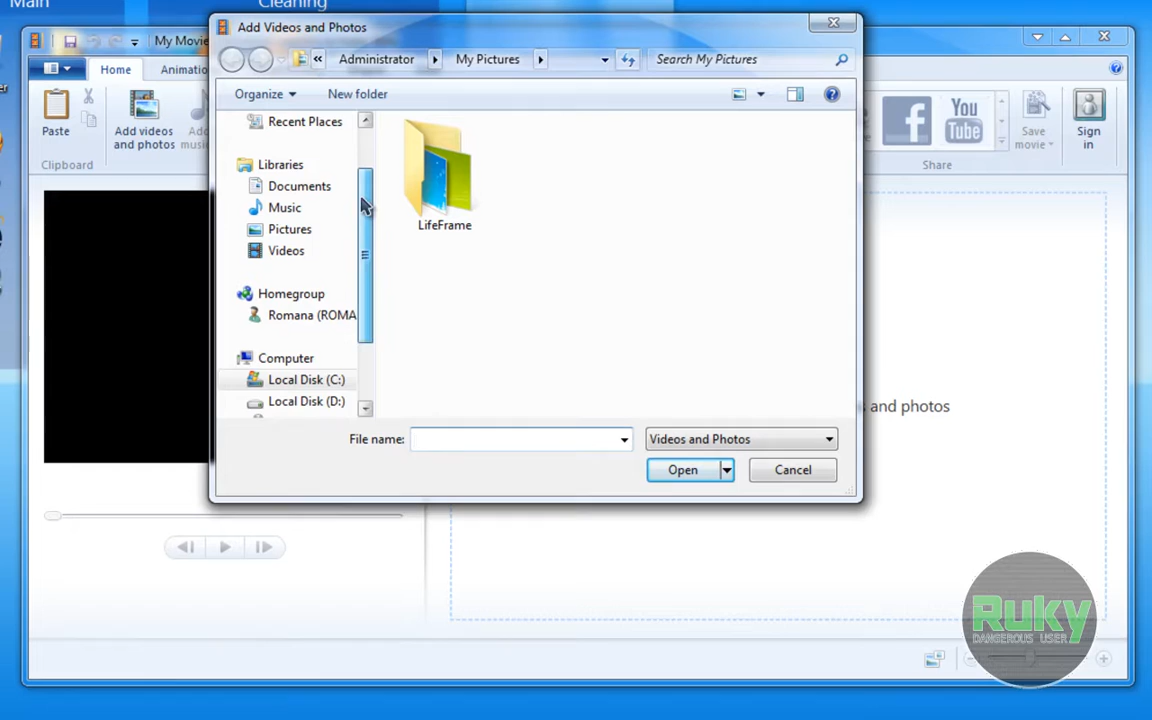 Main
Cleaning
Add Videos and Photos
My Movie
Administrator
My Pictures
Search My Pictures
Home
Animatio
Organize
New folder
Paste
Add videos
and photos
Add
musi
Clipboard
Recent Places
Libraries
Documents
Music
Pictures
Videos
Homegroup
Romana (ROMA
Computer
Local Disk (C:)
Local Disk (D:)
LifeFrame
You
Tube
Save
movie
Sign
in
Share
s and photos
File name:
Videos and Photos
Open
Cancel
Ruky
DANGEROUS USER